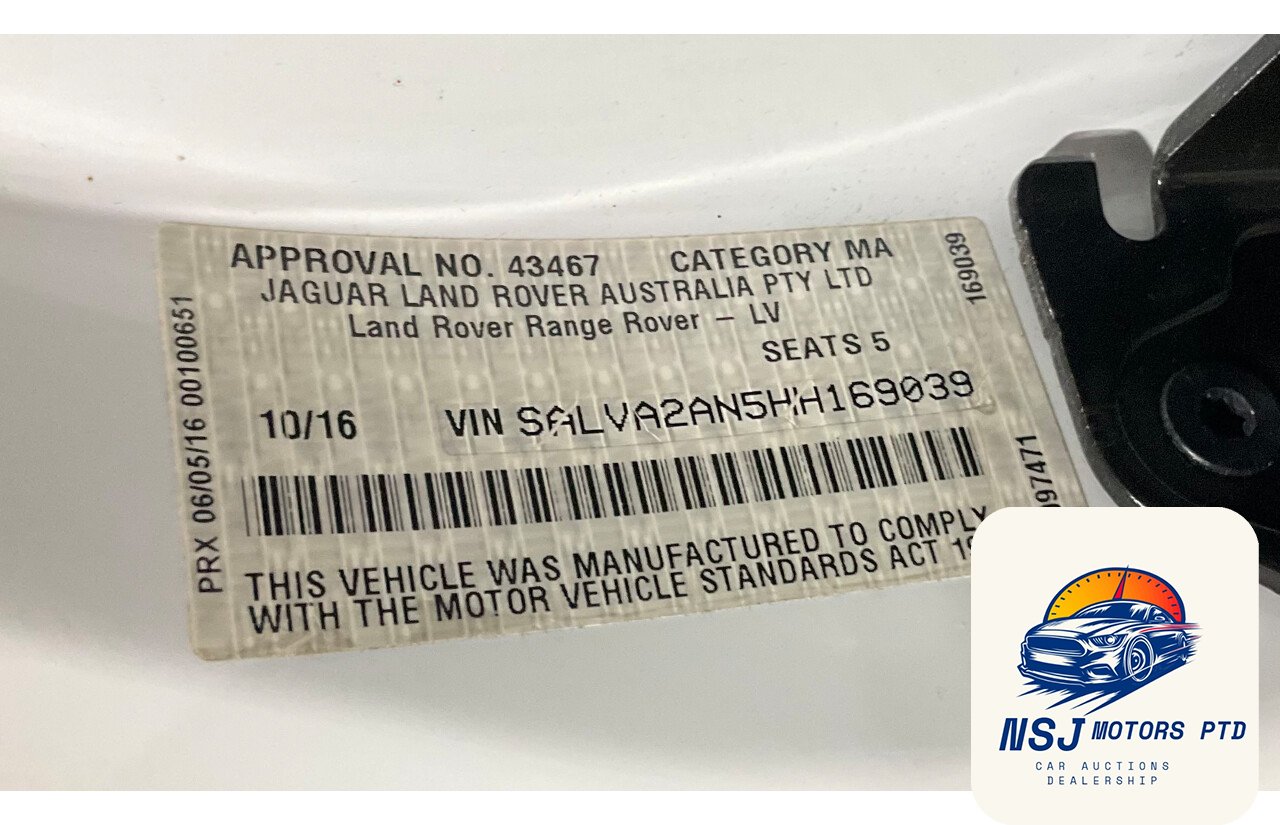 APPROVAL NO. 43467 CATEGORY MA
JAGUAR LAND ROVER AUSTRALIA PTY LTD
Land Rover Range Rover – LV
SEATS 5
10/16 VIN SALVA2AN5HH169039
THIS VEHICLE WAS MANUFACTURED TO COMPLY
WITH THE MOTOR VEHICLE STANDARDS ACT
PRX 06/05/16 00100651
169039
97471
NSJ MOTORS PTD
CAR AUCTIONS
DEALERSHIP